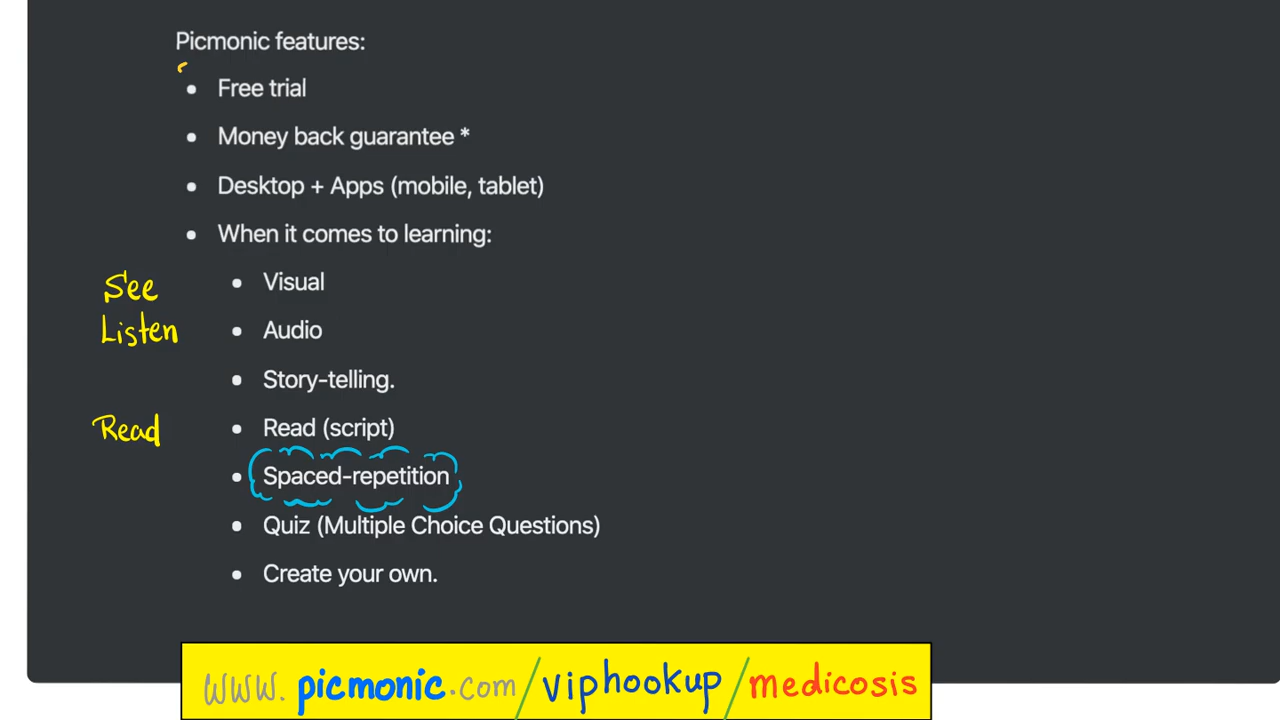 Picmonic features:
• Free trial
• Money back guarantee *
• Desktop + Apps (mobile, tablet)
• When it comes to learning:
See • Visual
Listen • Audio
• Story-telling.
Read • Read (script)
• Spaced-repetition
• Quiz (Multiple Choice Questions)
• Create your own.
www.picmonic.com/viphookup/medicosis